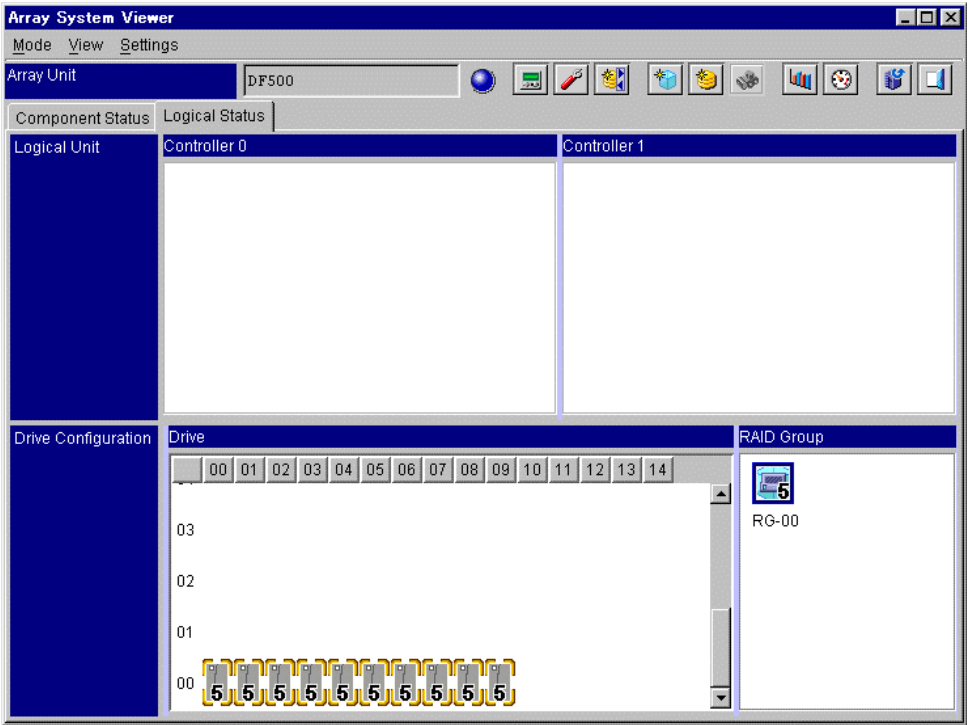 Array System Viewer
Mode View Settings
Array Unit DF500
Component Status Logical Status
Logical Unit Controller 0 Controller 1
Drive Configuration Drive RAID Group
00 01 02 03 04 05 06 07 08 09 10 11 12 13 14
5
RG-00
03
02
01
00 5 5 5 5 5 5 5 5 5 5